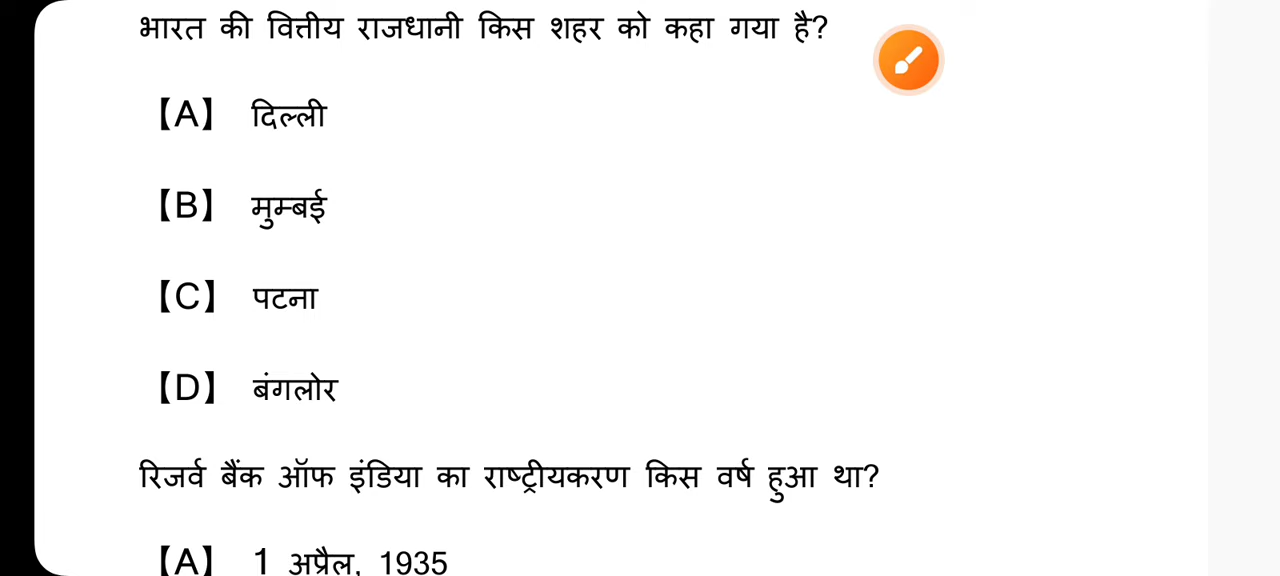 भारत की वित्तीय राजधानी किस शहर को कहा गया है?
【A】 दिल्ली
【B】 मुम्बई
【C】 पटना
【D】 बंगलोर
रिजर्व बैंक ऑफ इंडिया का राष्ट्रीयकरण किस वर्ष हुआ था?
【A】 1 अप्रैल, 1935